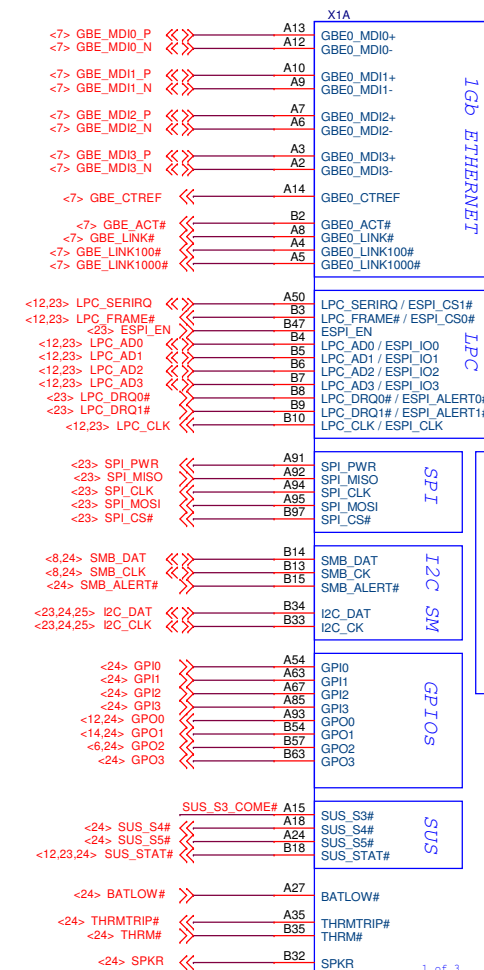 X1A
<7> GBE_MDI0_P A13 GBE0_MDI0+
<7> GBE_MDI0_N A12 GBE0_MDI0-
<7> GBE_MDI1_P A10 GBE0_MDI1+
<7> GBE_MDI1_N A9 GBE0_MDI1-
<7> GBE_MDI2_P A7 GBE0_MDI2+
<7> GBE_MDI2_N A6 GBE0_MDI2-
<7> GBE_MDI3_P A3 GBE0_MDI3+
<7> GBE_MDI3_N A2 GBE0_MDI3-
<7> GBE_CTREF A14 GBE0_CTREF
<7> GBE_ACT# B2 GBE0_ACT#
<7> GBE_LINK# A8 GBE0_LINK#
<7> GBE_LINK100# A4 GBE0_LINK100#
<7> GBE_LINK1000# A5 GBE0_LINK1000#
1Gb ETHERNET
<12,23> LPC_SERIRQ A50 LPC_SERIRQ / ESPI_CS1#
<12,23> LPC_FRAME# B3 LPC_FRAME# / ESPI_CS0#
<23> ESPI_EN B47 ESPI_EN
<12,23> LPC_AD0 B4 LPC_AD0 / ESPI_IO0
<12,23> LPC_AD1 B5 LPC_AD1 / ESPI_IO1
<12,23> LPC_AD2 B6 LPC_AD2 / ESPI_IO2
<12,23> LPC_AD3 B7 LPC_AD3 / ESPI_IO3
<23> LPC_DRQ0# B8 LPC_DRQ0# / ESPI_ALERT0#
<23> LPC_DRQ1# B9 LPC_DRQ1# / ESPI_ALERT1#
<12,23> LPC_CLK B10 LPC_CLK / ESPI_CLK
LPC
<23> SPI_PWR A91 SPI_PWR
<23> SPI_MISO A92 SPI_MISO
<23> SPI_CLK A94 SPI_CLK
<23> SPI_MOSI A95 SPI_MOSI
<23> SPI_CS# B97 SPI_CS#
SPI
<8,24> SMB_DAT B14 SMB_DAT
<8,24> SMB_CLK B13 SMB_CK
<24> SMB_ALERT# B15 SMB_ALERT#
<23,24,25> I2C_DAT B34 I2C_DAT
<23,24,25> I2C_CLK B33 I2C_CK
I2C SM
<24> GPI0 A54 GPI0
<24> GPI1 A63 GPI1
<24> GPI2 A67 GPI2
<24> GPI3 A85 GPI3
<12,24> GPO0 A93 GPO0
<14,24> GPO1 B54 GPO1
<6,24> GPO2 B57 GPO2
<24> GPO3 B63 GPO3
GPIOs
SUS_S3_COME# A15 SUS_S3#
<24> SUS_S4# A18 SUS_S4#
<24> SUS_S5# A24 SUS_S5#
<12,23,24> SUS_STAT# B18 SUS_STAT#
SUS
<24> BATLOW# A27 BATLOW#
<24> THRMTRIP# A35 THRMTRIP#
<24> THRM# B35 THRM#
<24> SPKR B32 SPKR
1 of 3